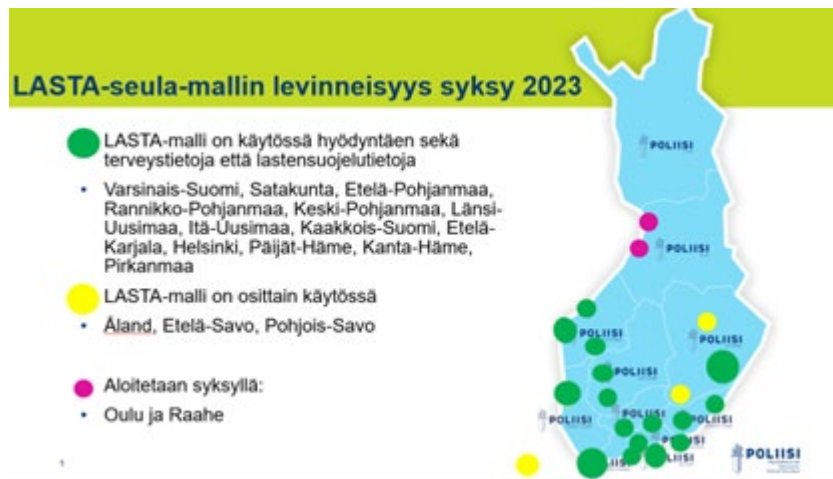 LASTA-seula-mallin levinneisyys syksy 2023
LASTA-malli on käytössä hyödyntäen sekä
terveystietoja että lastensuojelutietoja
• Varsinais-Suomi, Satakunta, Etelä-Pohjanmaa,
Rannikko-Pohjanmaa, Keski-Pohjanmaa, Länsi-
Uusimaa, Itä-Uusimaa, Kaakkois-Suomi, Etelä-
Karjala, Helsinki, Päijät-Häme, Kanta-Häme,
Pirkanmaa
LASTA-malli on osittain käytössä
• Åland, Etelä-Savo, Pohjois-Savo
Aloitetaan syksyllä:
• Oulu ja Raahe
POLIISI
POLIISI
POLIISI
POLIISI
POLIISI
POLIISI
POLIISI
POLIISI